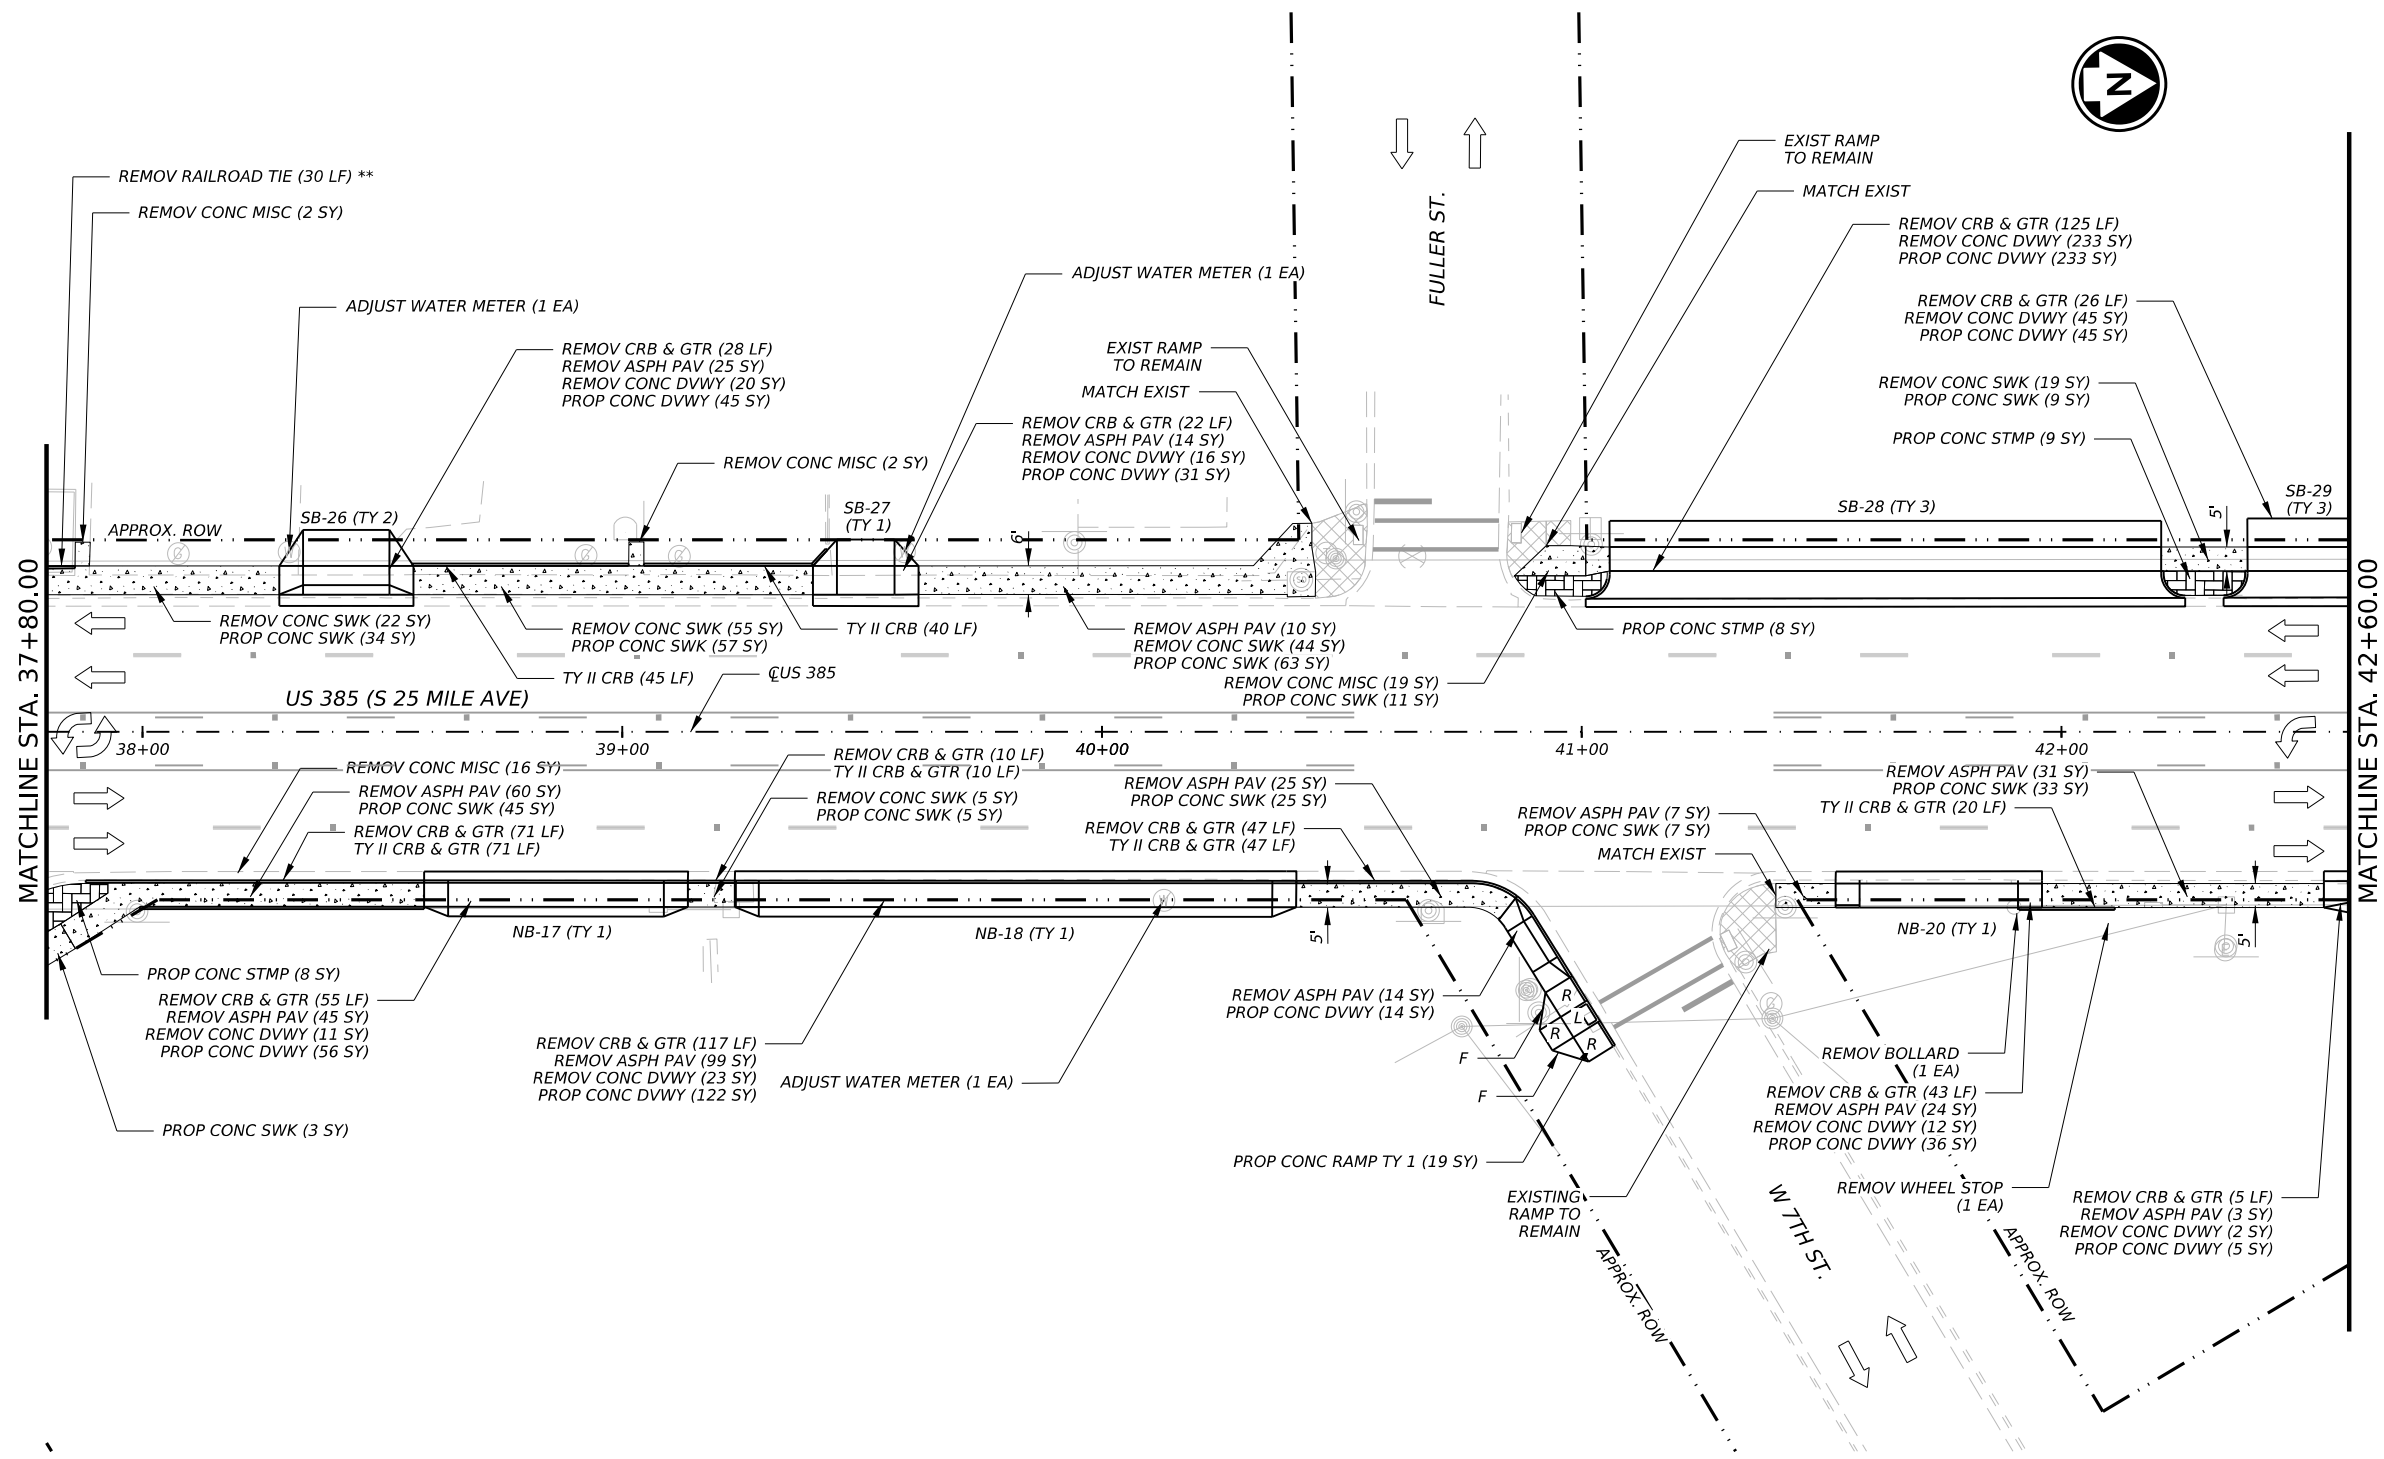 N
EXIST RAMP
TO REMAIN
MATCH EXIST
REMOV RAILROAD TIE (30 LF) **
REMOV CONC MISC (2 SY)
FULLER ST.
REMOV CRB & GTR (125 LF)
REMOV CONC DVWY (233 SY)
PROP CONC DVWY (233 SY)
ADJUST WATER METER (1 EA)
ADJUST WATER METER (1 EA)
REMOV CRB & GTR (26 LF)
REMOV CONC DVWY (45 SY)
PROP CONC DVWY (45 SY)
REMOV CRB & GTR (28 LF)
REMOV ASPH PAV (25 SY)
REMOV CONC DVWY (20 SY)
PROP CONC DVWY (45 SY)
EXIST RAMP
TO REMAIN
MATCH EXIST
REMOV CONC SWK (19 SY)
PROP CONC SWK (9 SY)
REMOV CRB & GTR (22 LF)
REMOV ASPH PAV (14 SY)
REMOV CONC DVWY (16 SY)
PROP CONC DVWY (31 SY)
PROP CONC STMP (9 SY)
REMOV CONC MISC (2 SY)
APPROX. ROW
SB-26 (TY 2)
SB-27
(TY 1)
6'
SB-28 (TY 3)
5'
SB-29
(TY 3)
MATCHLINE STA. 37+80.00
MATCHLINE STA. 42+60.00
REMOV CONC SWK (22 SY)
PROP CONC SWK (34 SY)
REMOV CONC SWK (55 SY)
PROP CONC SWK (57 SY)
TY II CRB (40 LF)
REMOV ASPH PAV (10 SY)
REMOV CONC SWK (44 SY)
PROP CONC SWK (63 SY)
PROP CONC STMP (8 SY)
TY II CRB (45 LF)
℄ US 385
REMOV CONC MISC (19 SY)
PROP CONC SWK (11 SY)
US 385 (S 25 MILE AVE)
38+00
39+00
40+00
41+00
42+00
REMOV CONC MISC (16 SY)
REMOV ASPH PAV (60 SY)
PROP CONC SWK (45 SY)
REMOV CRB & GTR (71 LF)
TY II CRB & GTR (71 LF)
REMOV CRB & GTR (10 LF)
TY II CRB & GTR (10 LF)
REMOV CONC SWK (5 SY)
PROP CONC SWK (5 SY)
REMOV ASPH PAV (25 SY)
PROP CONC SWK (25 SY)
REMOV CRB & GTR (47 LF)
TY II CRB & GTR (47 LF)
REMOV ASPH PAV (7 SY)
PROP CONC SWK (7 SY)
MATCH EXIST
REMOV ASPH PAV (31 SY)
PROP CONC SWK (33 SY)
TY II CRB & GTR (20 LF)
NB-17 (TY 1)
NB-18 (TY 1)
5'
NB-20 (TY 1)
5'
PROP CONC STMP (8 SY)
REMOV CRB & GTR (55 LF)
REMOV ASPH PAV (45 SY)
REMOV CONC DVWY (11 SY)
PROP CONC DVWY (56 SY)
REMOV CRB & GTR (117 LF)
REMOV ASPH PAV (99 SY)
REMOV CONC DVWY (23 SY)
PROP CONC DVWY (122 SY)
ADJUST WATER METER (1 EA)
REMOV ASPH PAV (14 SY)
PROP CONC DVWY (14 SY)
R
L
R
R
F
F
REMOV BOLLARD
(1 EA)
REMOV CRB & GTR (43 LF)
REMOV ASPH PAV (24 SY)
REMOV CONC DVWY (12 SY)
PROP CONC DVWY (36 SY)
PROP CONC SWK (3 SY)
PROP CONC RAMP TY 1 (19 SY)
EXISTING
RAMP TO
REMAIN
REMOV WHEEL STOP
(1 EA)
REMOV CRB & GTR (5 LF)
REMOV ASPH PAV (3 SY)
REMOV CONC DVWY (2 SY)
PROP CONC DVWY (5 SY)
W 7TH ST.
APPROX. ROW
APPROX. ROW